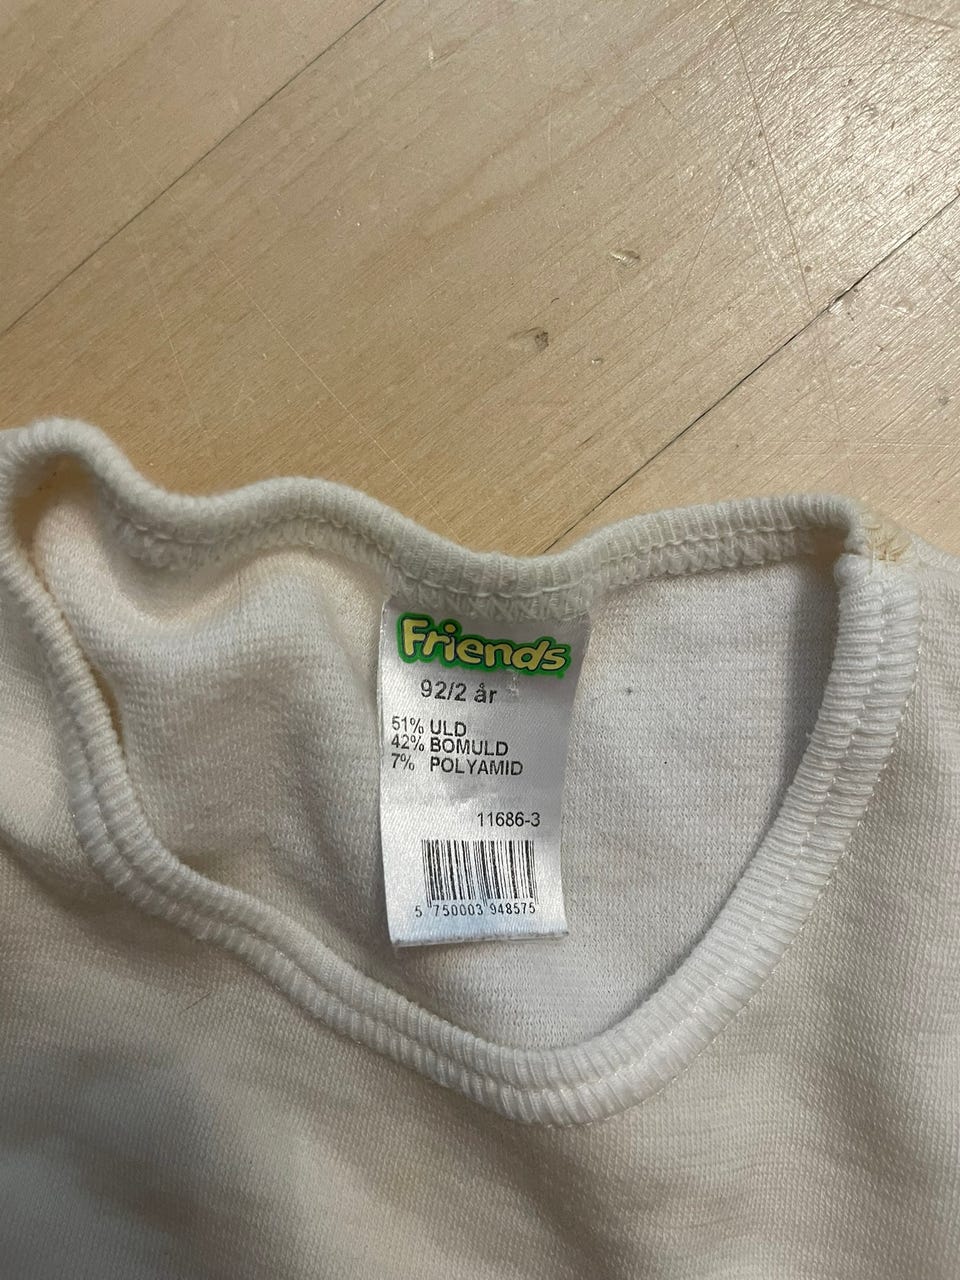 Friends
92/2 år
51% ULD
42% BOMULD
7% POLYAMID
11686-3
5 750003 948575